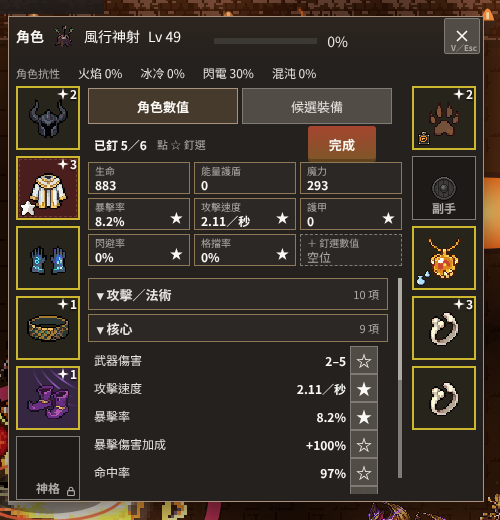 角色 風行神射 Lv 49 0% V／Esc
角色抗性 火焰 0% 冰冷 0% 閃電 30% 混沌 0%
+2 角色數值 候選裝備 +2
已釘 5／6 點 ☆ 釘選 完成
生命 能量護盾 魔力
883 0 293
+3 副手
暴擊率 攻擊速度 護甲
8.2% ★ 2.11／秒 ★ 0 ★
閃避率 格擋率 ＋ 釘選數值
0% ★ 0% ★ 空位
▼攻擊／法術 10 項
+1 ▼核心 9 項 +3
武器傷害 2–5 ☆
+1 攻擊速度 2.11／秒 ★
暴擊率 8.2% ★
暴擊傷害加成 +100% ☆
命中率 97% ☆
神格